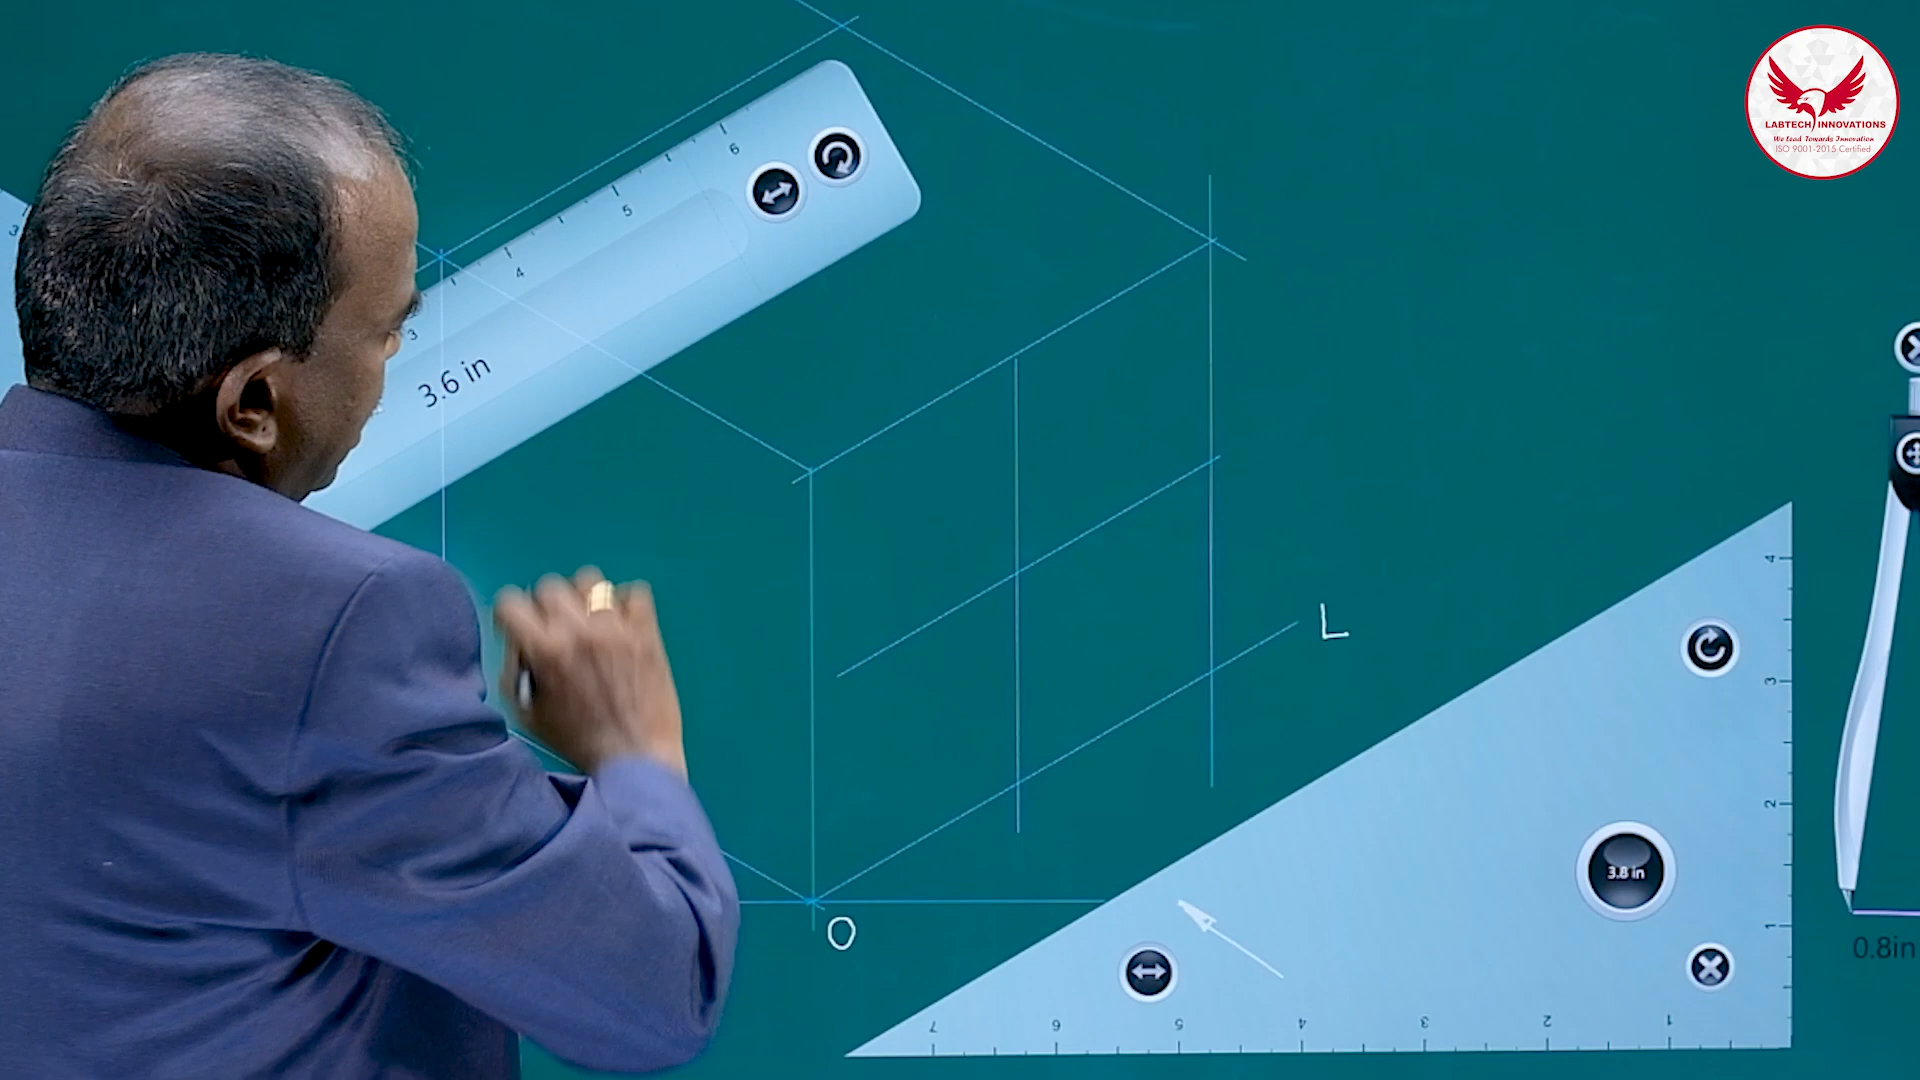 LABTECH INNOVATIONS
We Lead Towards Innovation
ISO 9001-2015 Certified
3
6
5
4
3
3.6 in
L
O
4
3
2
1
3.8 in
0.8in
7
6
5
4
3
2
1